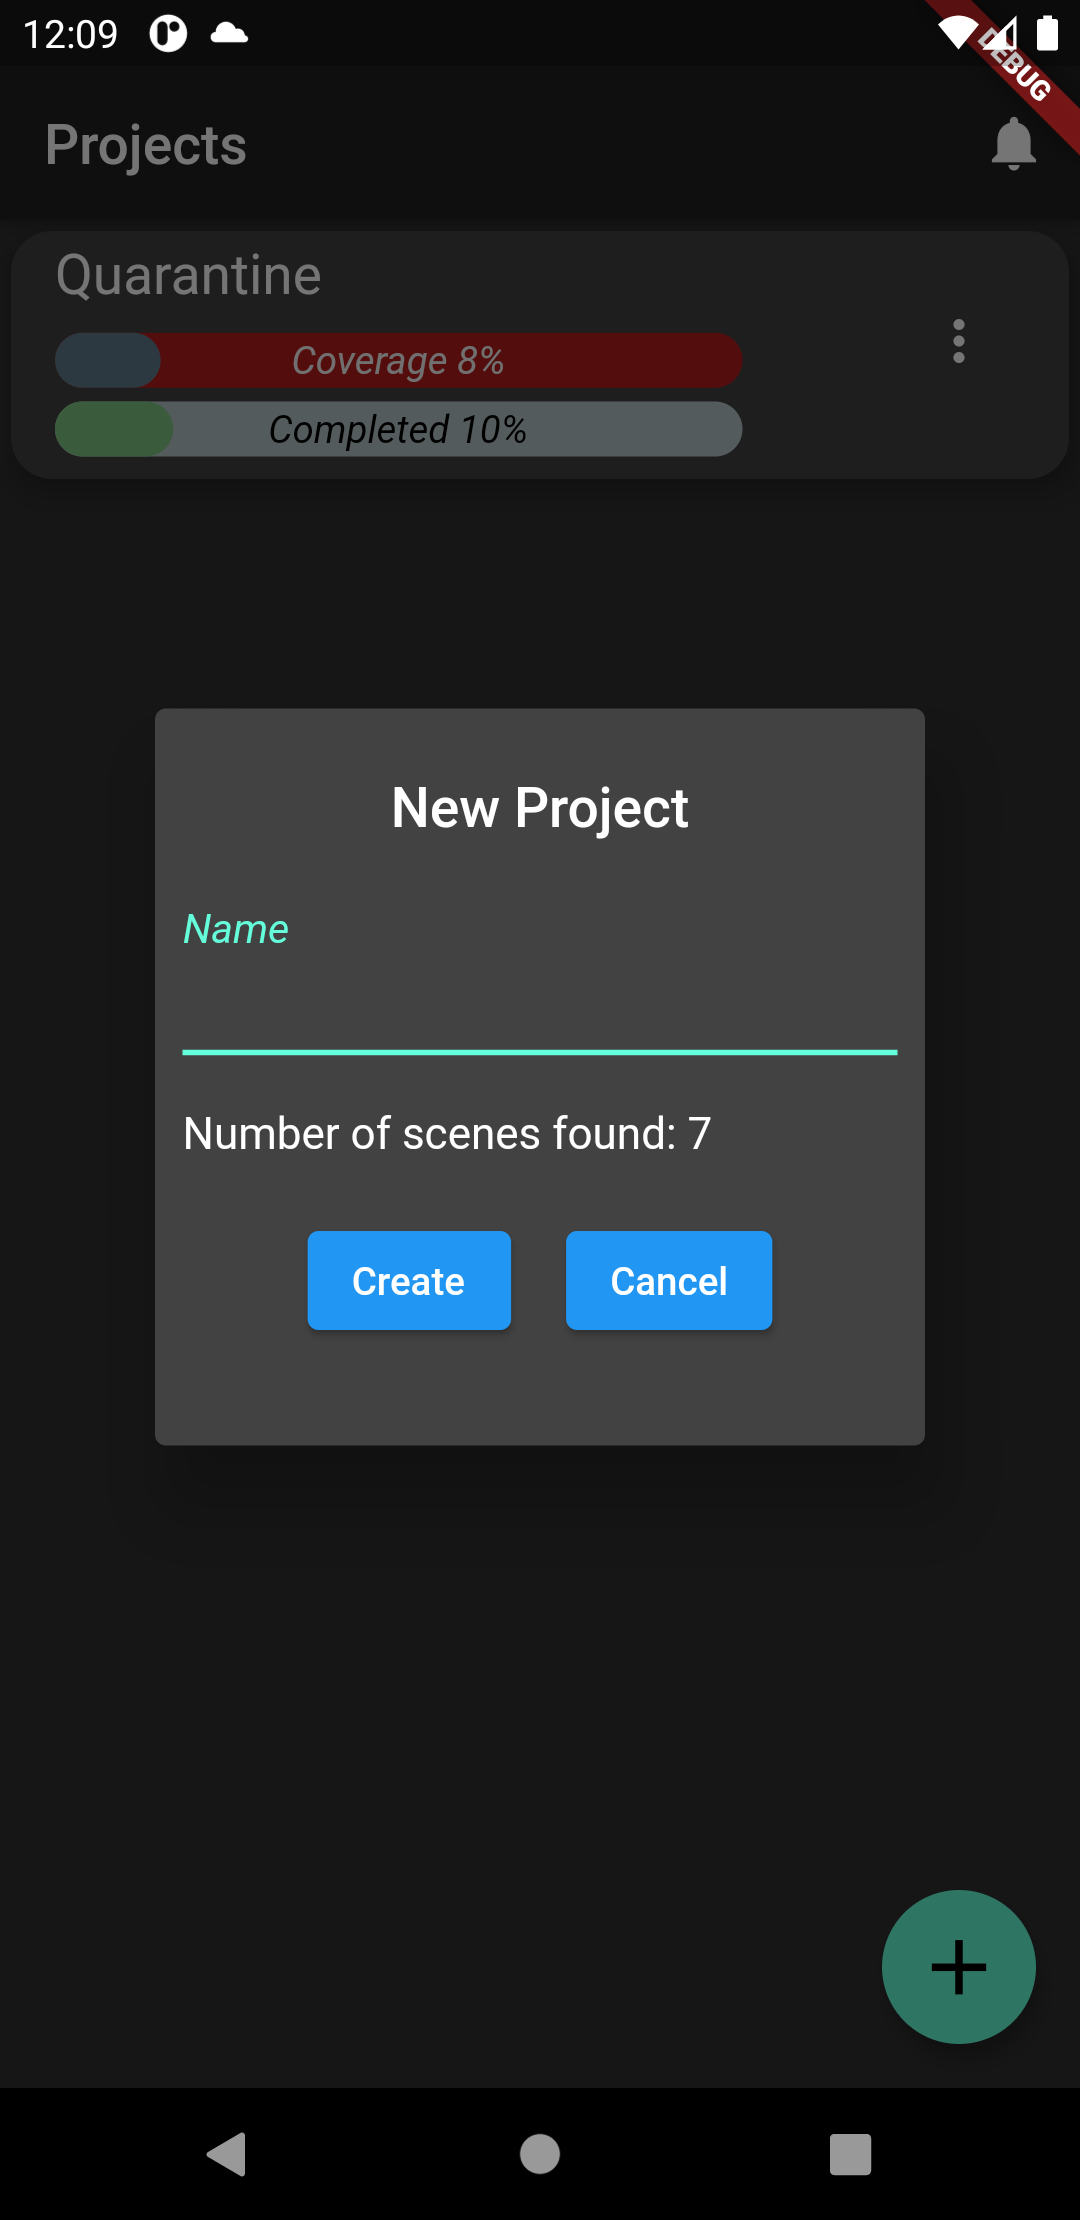 12:09
DEBUG
Projects
Quarantine
Coverage 8%
Completed 10%
New Project
Name
Number of scenes found: 7
Create
Cancel